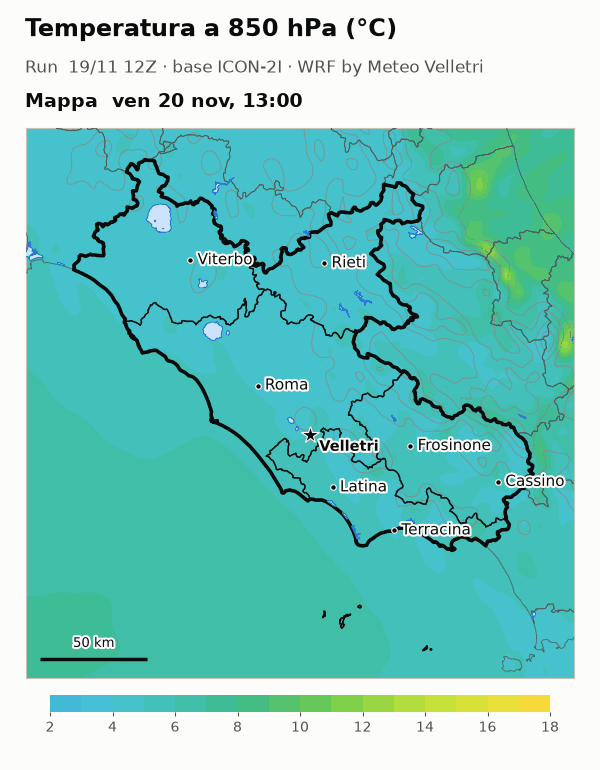 Temperatura a 850 hPa (°C)
Run  19/11 12Z · base ICON-2I · WRF by Meteo Velletri
Mappa  ven 20 nov, 13:00
Viterbo
Rieti
Roma
Velletri
Frosinone
Latina
Cassino
Terracina
50 km
2 4 6 8 10 12 14 16 18